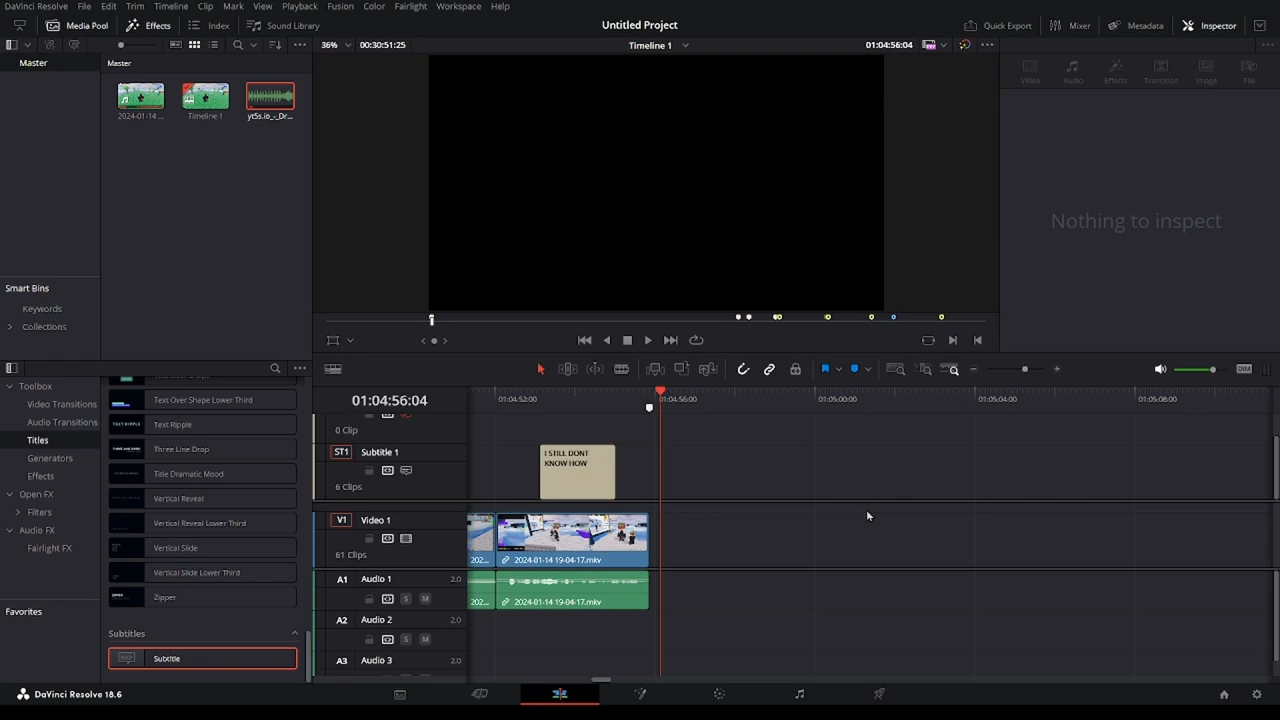 DaVinci Resolve File Edit Trim Timeline Clip Mark View Playback Fusion Color Fairlight Workspace Help
Media Pool Effects Index Sound Library Untitled Project Quick Export Mixer Metadata Inspector
36% 00:30:51:25 Timeline 1 01:04:56:04
Master Master
Video Audio Effects Transition Image File
2024-01-14 ... Timeline 1 yt5s.io_-_Dr...
Nothing to inspect
Smart Bins
Keywords
Collections
Toolbox
Video Transitions
Audio Transitions
Titles
Generators
Effects
Open FX
Filters
Audio FX
Fairlight FX
Favorites
Text Over Shape Lower Third
Text Ripple
Three Line Drop
Title Dramatic Mood
Vertical Reveal
Vertical Reveal Lower Third
Vertical Slide
Vertical Slide Lower Third
Zipper
Subtitles
Subtitle
DIM
01:04:56:04
01:04:52:00 01:04:56:00 01:05:00:00 01:05:04:00 01:05:08:00
0 Clip
ST1 Subtitle 1
6 Clips
I STILL DONT
KNOW HOW
V1 Video 1
61 Clips
202... 2024-01-14 19-04-17.mkv
A1 Audio 1 2.0
S M
202... 2024-01-14 19-04-17.mkv
A2 Audio 2
S M
A3 Audio 3 2.0
DaVinci Resolve 18.6